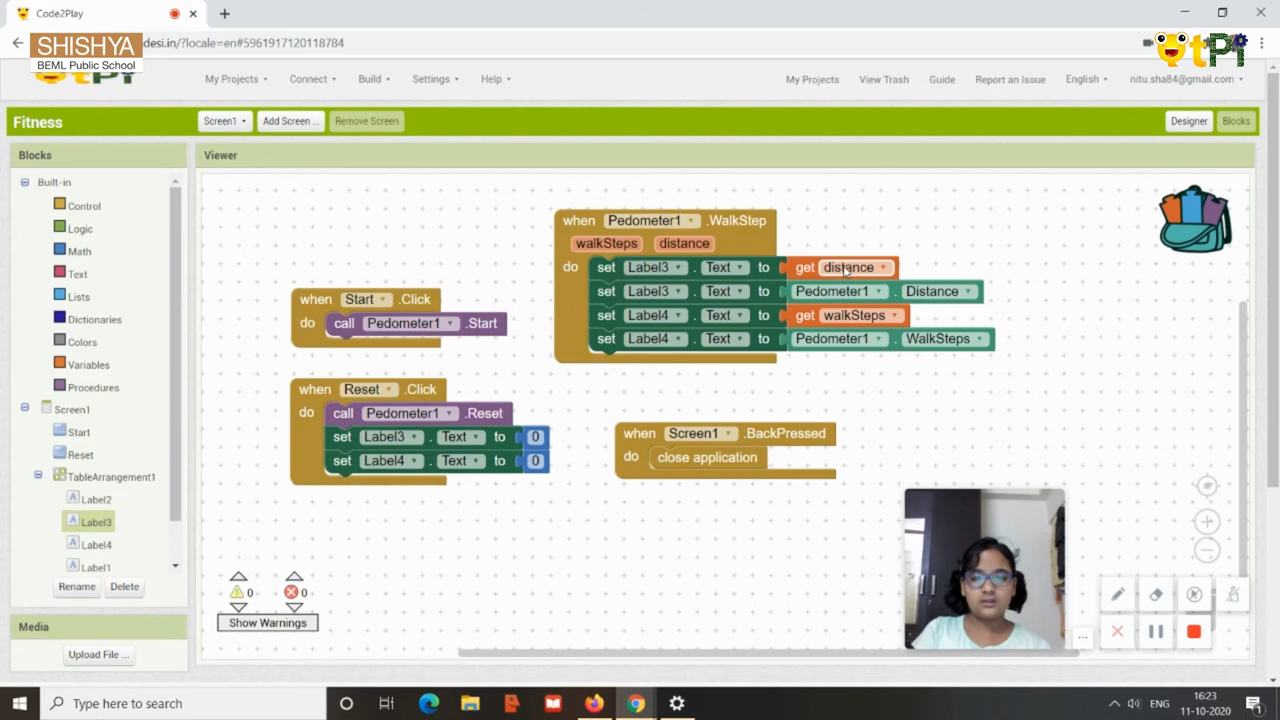 Code2Play
SHISHYA
BEML Public School
desi.in/?locale=en#5961917120118784
QtPi
My Projects
Connect
Build
Settings
Help
My Projects
View Trash
Guide
Report an Issue
English
nitu.sha84@gmail.com
Fitness
Screen1
Add Screen ...
Remove Screen
Designer
Blocks
Blocks
Viewer
Built-in
Control
Logic
Math
Text
Lists
Dictionaries
Colors
Variables
Procedures
Screen1
Start
Reset
TableArrangement1
Label2
Label3
Label4
Label1
Rename
Delete
Media
Upload File ...
when Start .Click
do call Pedometer1 .Start
when Reset .Click
do call Pedometer1 .Reset
set Label3 . Text to 0
set Label4 . Text to 0
when Pedometer1 .WalkStep
walkSteps distance
do set Label3 . Text to get distance
set Label3 . Text to Pedometer1 . Distance
set Label4 . Text to get walkSteps
set Label4 . Text to Pedometer1 . WalkSteps
when Screen1 .BackPressed
do close application
0 0
Show Warnings
Type here to search
ENG
16:23
11-10-2020
1